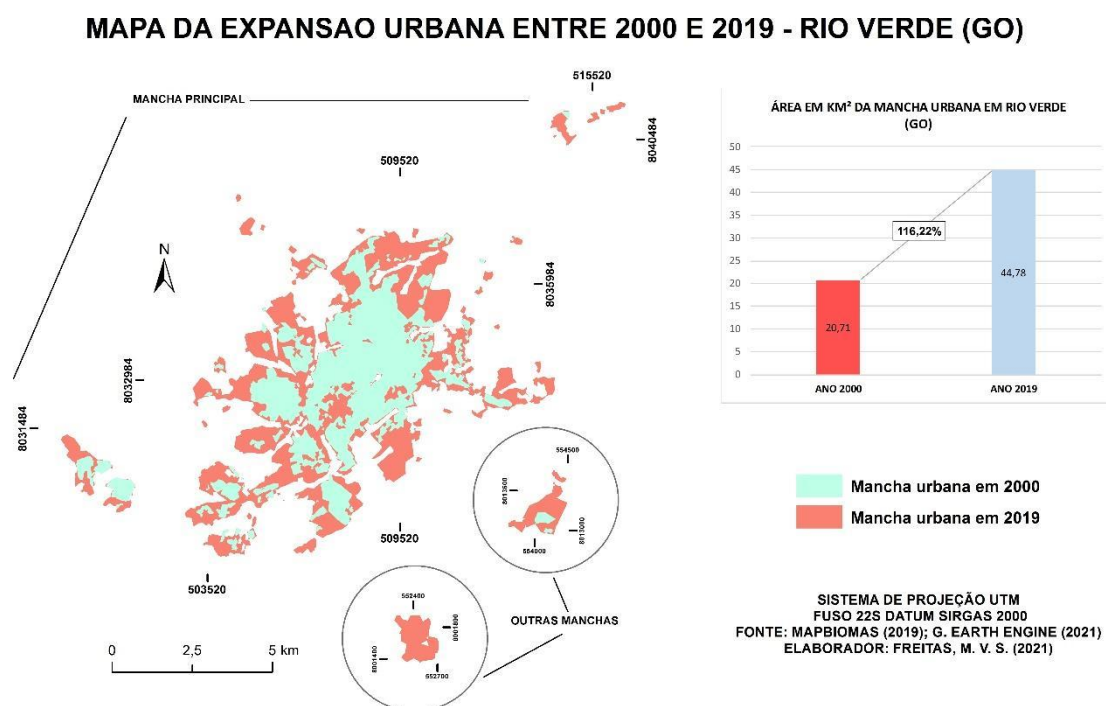 MAPA DA EXPANSAO URBANA ENTRE 2000 E 2019 - RIO VERDE (GO)
MANCHA PRINCIPAL
515520
8040484
509520
N
8035984
8032984
8031484
503520
509520
554500
8013500
8013000
554000
OUTRAS MANCHAS
552400
8001800
8001400
552700
0
2,5
5 km
ÁREA EM KM² DA MANCHA URBANA EM RIO VERDE
(GO)
50
45
40
35
30
25
20
15
10
5
0
116,22%
20,71
44,78
ANO 2000
ANO 2019
Mancha urbana em 2000
Mancha urbana em 2019
SISTEMA DE PROJEÇÃO UTM
FUSO 22S DATUM SIRGAS 2000
FONTE: MAPBIOMAS (2019); G. EARTH ENGINE (2021)
ELABORADOR: FREITAS, M. V. S. (2021)